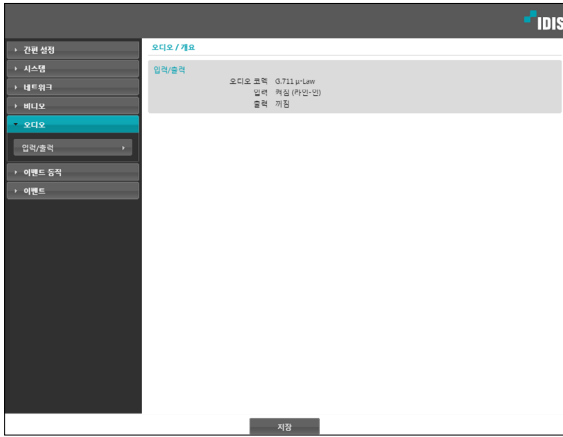 IDIS
간편 설정
시스템
네트워크
비디오
오디오
입력/출력
이벤트 동작
이벤트
오디오 / 개요
입력/출력
오디오 코덱 G.711 μ-Law
입력 켜짐 (라인-인)
출력 꺼짐
저장